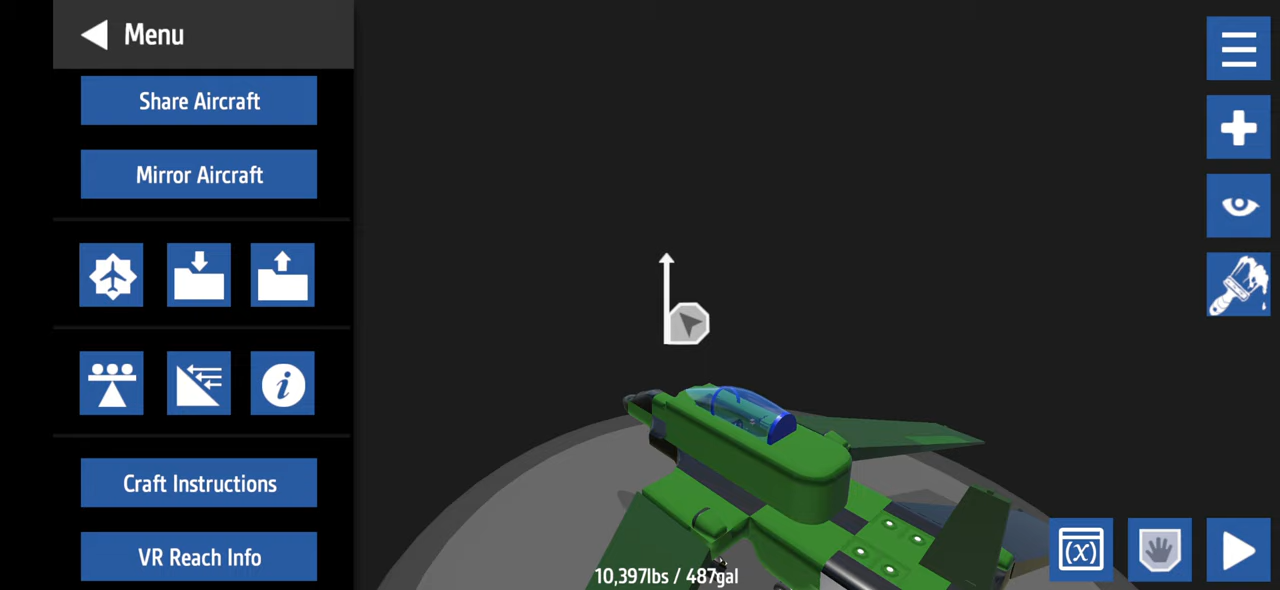 Menu
Share Aircraft
Mirror Aircraft
Craft Instructions
VR Reach Info
10,397lbs / 487gal
(x)